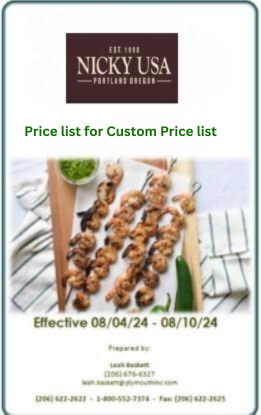 EST. 1990
NICKY USA
PORTLAND OREGON
Price list for Custom Price list
Effective 08/04/24 - 08/10/24
Prepared by:
Leah Baskett
(206) 676-6327
leah.baskett@plymouthinc.com
(206) 622-2622 - 1-800-552-7374 - Fax: (206) 622-2625